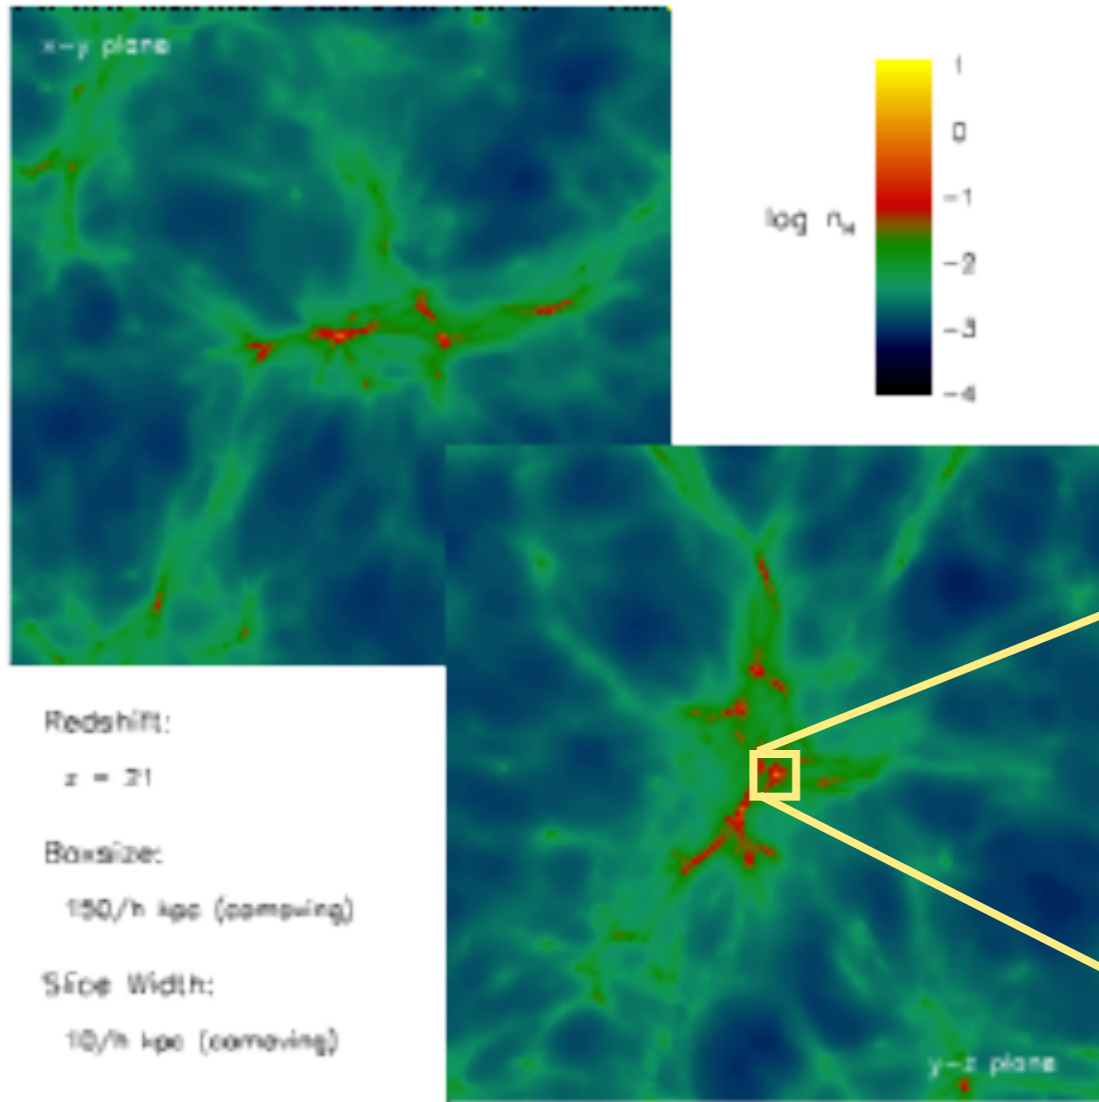 x-y plane
1
0
-1
log n_H
-2
-3
-4
Redshift:
z = 21
Boxsize:
150/h kpc (comoving)
Slice Width:
10/h kpc (comoving)
y-z plane